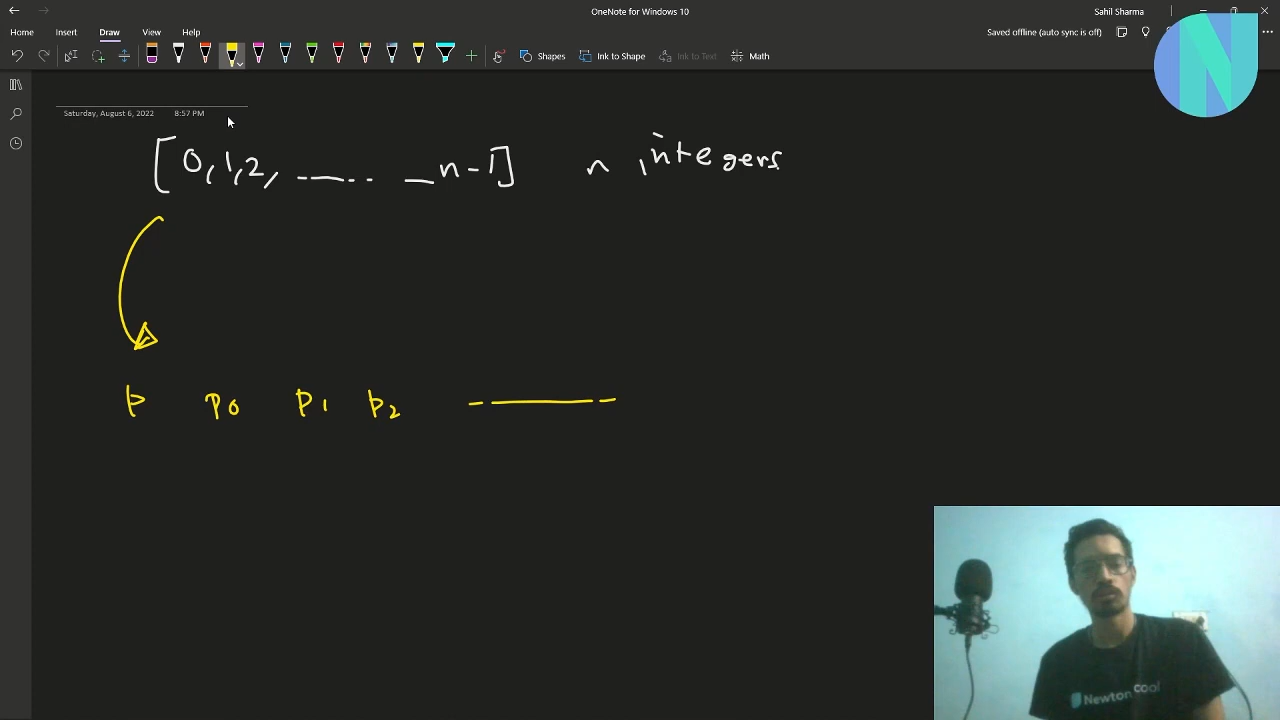 OneNote for Windows 10
Sahil Sharma
Home Insert Draw View Help
Saved offline (auto sync is off)
Shapes Ink to Shape Ink to Text Math
Saturday, August 6, 2022 8:57 PM
[0, 1, 2, ------ - n-1] n integers
p p0 p1 p2 ------
Newton cool